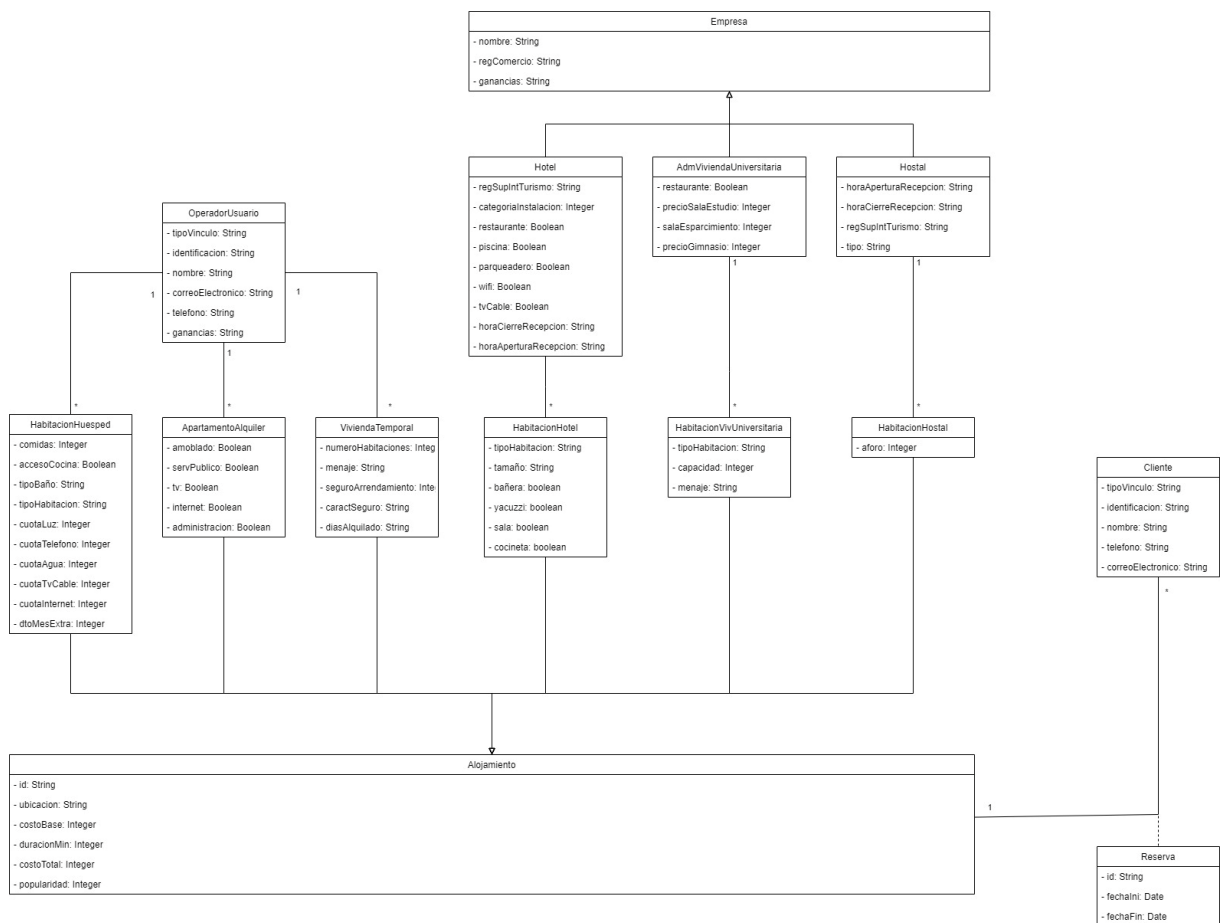 Empresa
- nombre: String
- regComercio: String
- ganancias: String
Hotel
- regSupIntTurismo: String
- categoriaInstalacion: Integer
- restaurante: Boolean
- piscina: Boolean
- parqueadero: Boolean
- wifi: Boolean
- tvCable: Boolean
- horaCierreRecepcion: String
- horaAperturaRecepcion: String
1
*
AdmViviendaUniversitaria
- restaurante: Boolean
- precioSalaEstudio: Integer
- salaEsparcimiento: Integer
- precioGimnasio: Integer
1
*
Hostal
- horaAperturaRecepcion: String
- horaCierreRecepcion: String
- regSupIntTurismo: String
- tipo: String
1
*
OperadorUsuario
- tipoVinculo: String
- identificacion: String
- nombre: String
- correoElectronico: String
- telefono: String
- ganancias: String
1
1
1
*
*
*
HabitacionHuesped
- comidas: Integer
- accesoCocina: Boolean
- tipoBaño: String
- tipoHabitacion: String
- cuotaLuz: Integer
- cuotaTelefono: Integer
- cuotaAgua: Integer
- cuotaTvCable: Integer
- cuotaInternet: Integer
- dtoMesExtra: Integer
ApartamentoAlquiler
- amoblado: Boolean
- servPublico: Boolean
- tv: Boolean
- internet: Boolean
- administracion: Boolean
ViviendaTemporal
- numeroHabitaciones: Integ
- menaje: String
- seguroArrendamiento: Inte
- caractSeguro: String
- diasAlquilado: String
HabitacionHotel
- tipoHabitacion: String
- tamaño: String
- bañera: boolean
- yacuzzi: boolean
- sala: boolean
- cocineta: boolean
HabitacionVivUniversitaria
- tipoHabitacion: String
- capacidad: Integer
- menaje: String
HabitacionHostal
- aforo: Integer
Cliente
- tipoVinculo: String
- identificacion: String
- nombre: String
- telefono: String
- correoElectronico: String
*
1
Alojamiento
- id: String
- ubicacion: String
- costoBase: Integer
- duracionMin: Integer
- costoTotal: Integer
- popularidad: Integer
Reserva
- id: String
- fechaIni: Date
- fechaFin: Date